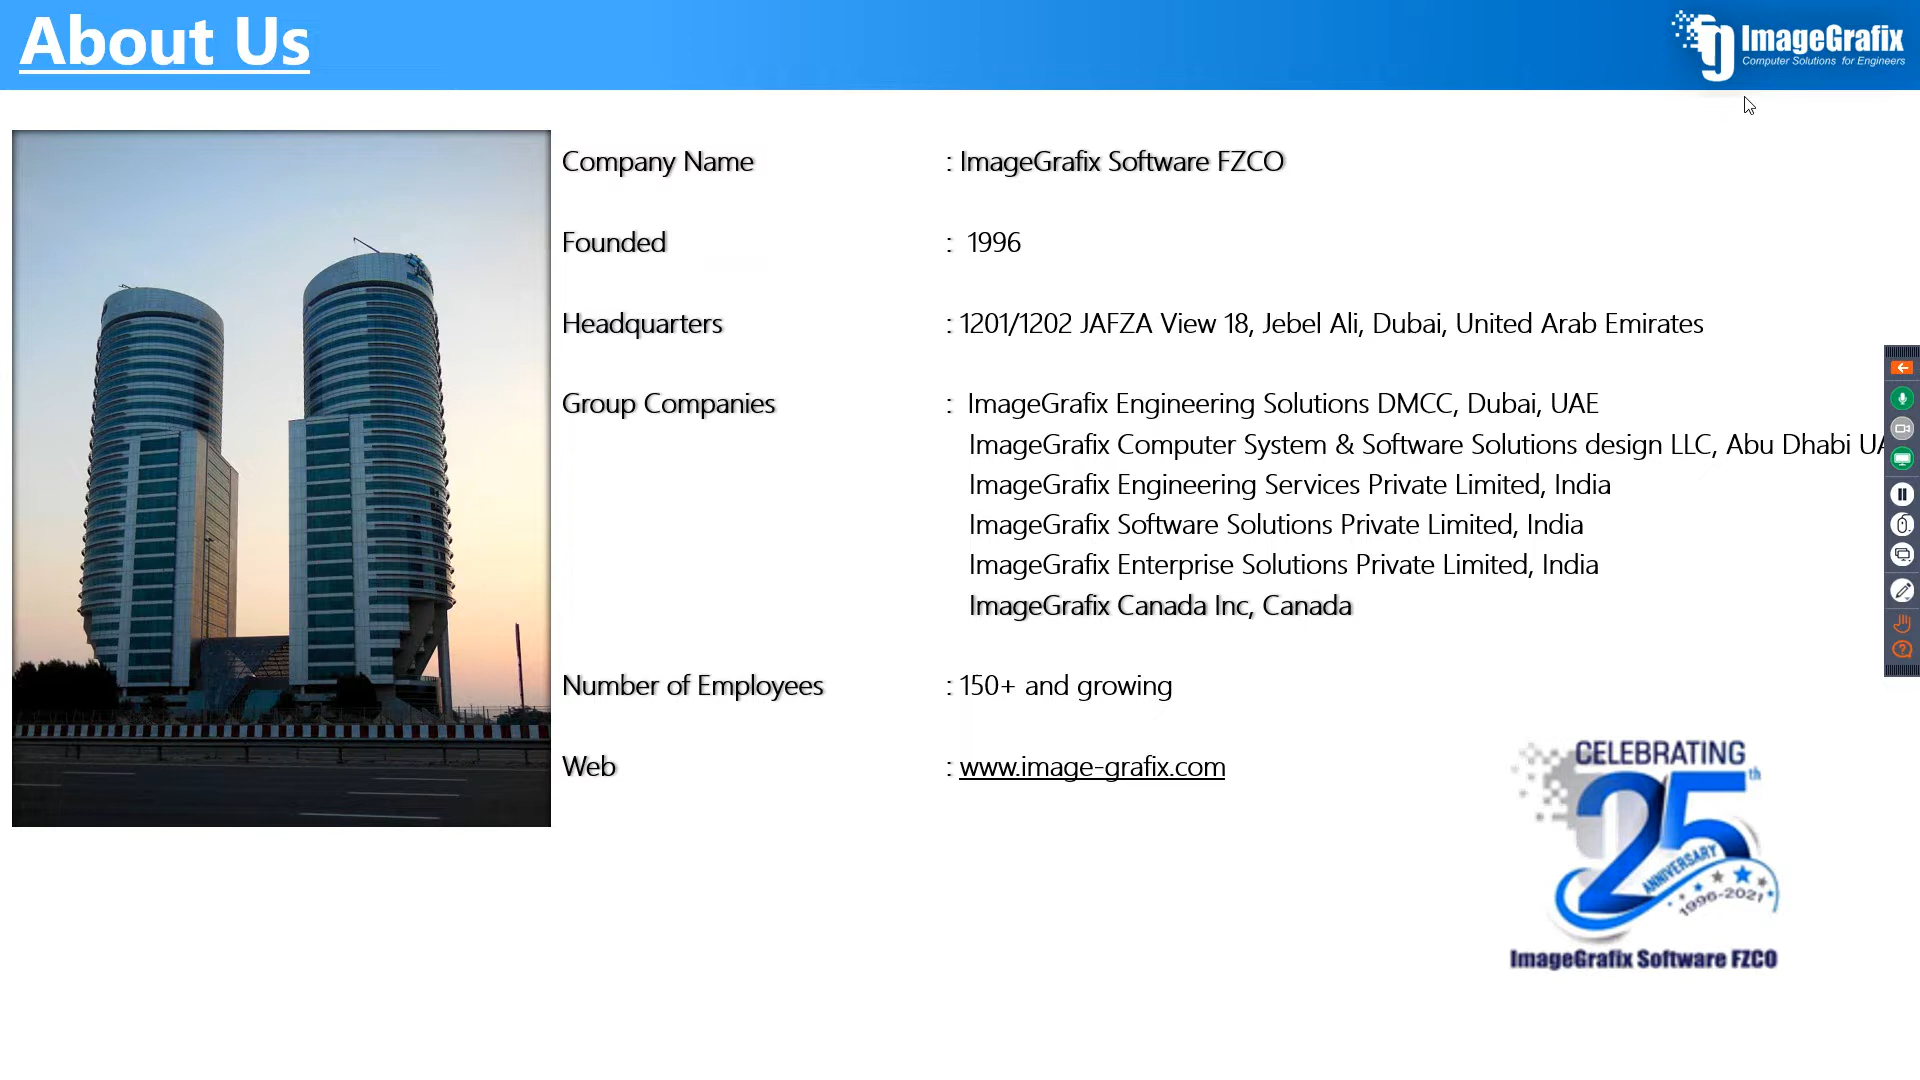 About Us
ImageGrafix
Computer Solutions for Engineers
Company Name : ImageGrafix Software FZCO
Founded : 1996
Headquarters : 1201/1202 JAFZA View 18, Jebel Ali, Dubai, United Arab Emirates
Group Companies : ImageGrafix Engineering Solutions DMCC, Dubai, UAE
ImageGrafix Computer System & Software Solutions design LLC, Abu Dhabi
ImageGrafix Engineering Services Private Limited, India
ImageGrafix Software Solutions Private Limited, India
ImageGrafix Enterprise Solutions Private Limited, India
ImageGrafix Canada Inc, Canada
Number of Employees : 150+ and growing
Web : www.image-grafix.com
CELEBRATING
25th
ANNIVERSARY
1996-2021
ImageGrafix Software FZCO